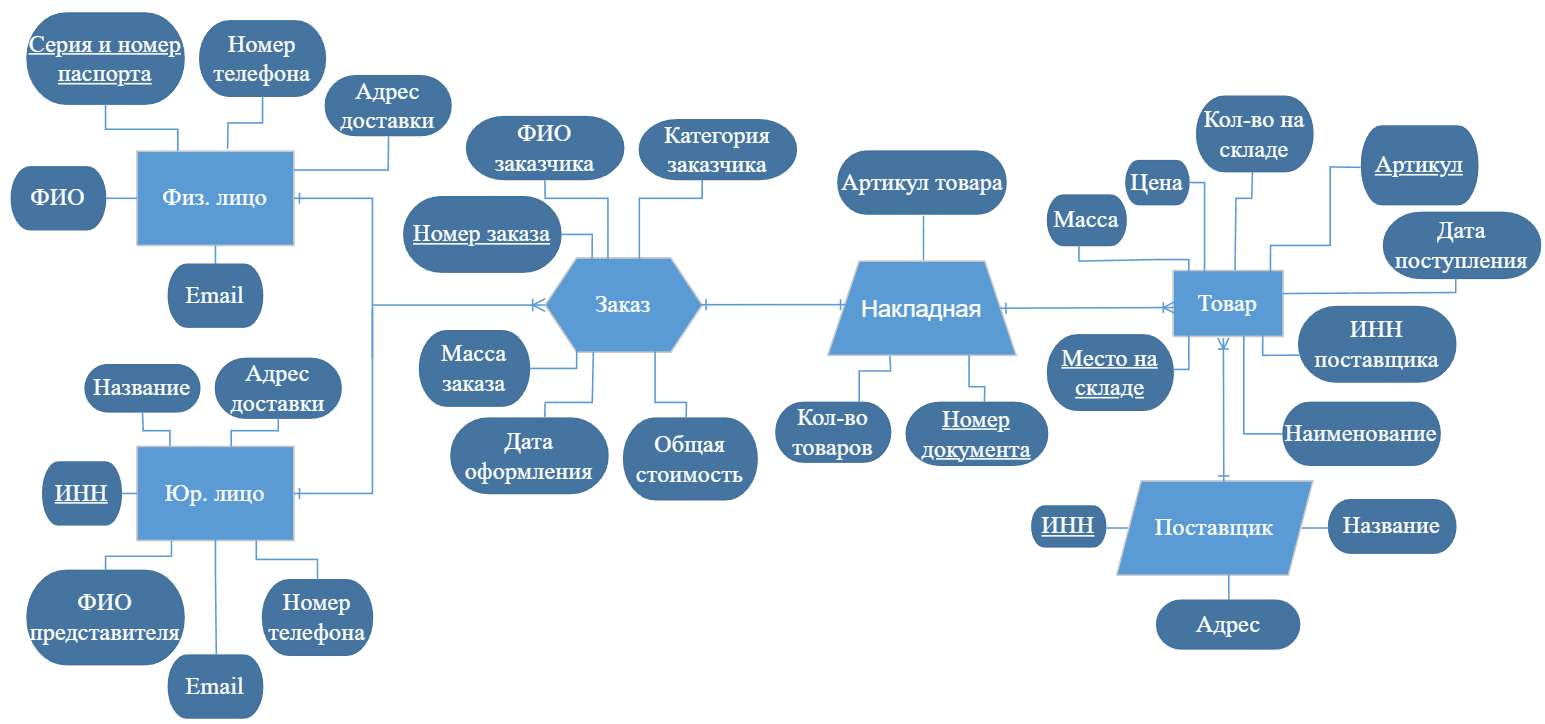 Серия и номер
паспорта
Номер
телефона
Адрес
доставки
ФИО
Физ. лицо
Email
ФИО
заказчика
Категория
заказчика
Номер заказа
Заказ
Масса
заказа
Дата
оформления
Общая
стоимость
Название
Адрес
доставки
ИНН
Юр. лицо
ФИО
представителя
Email
Номер
телефона
Артикул товара
Накладная
Кол-во
товаров
Номер
документа
Кол-во на
складе
Цена
Масса
Артикул
Дата
поступления
Товар
Место на
складе
ИНН
поставщика
Наименование
ИНН
Поставщик
Название
Адрес